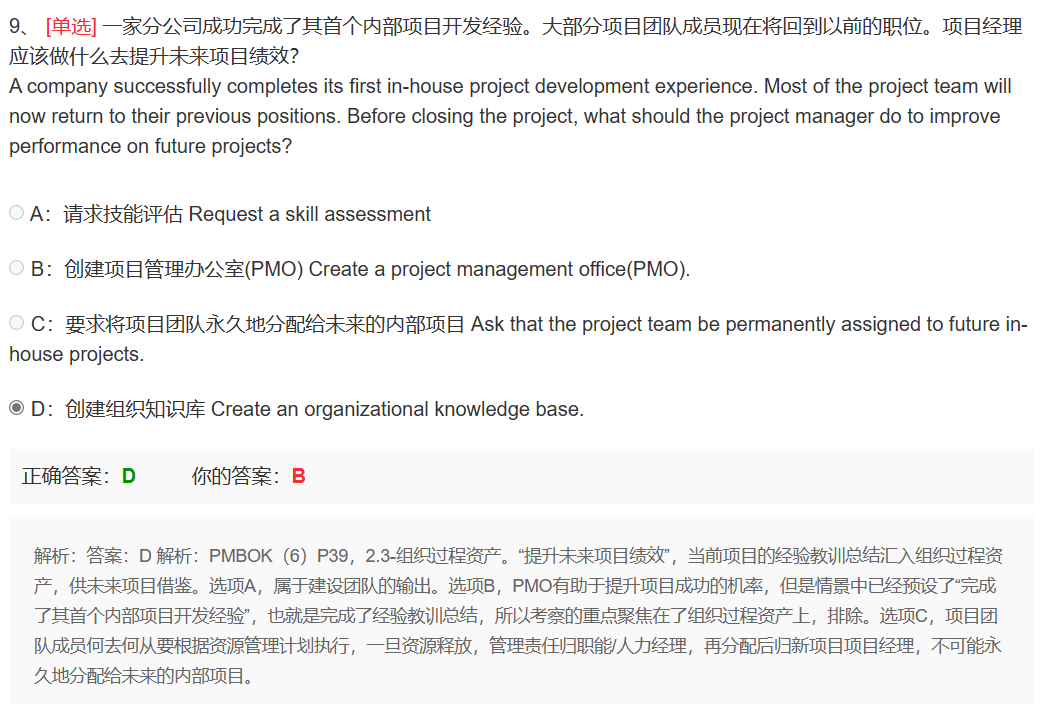 9、 [单选] 一家分公司成功完成了其首个内部项目开发经验。大部分项目团队成员现在将回到以前的职位。项目经理
应该做什么去提升未来项目绩效？
A company successfully completes its first in-house project development experience. Most of the project team will
now return to their previous positions. Before closing the project, what should the project manager do to improve
performance on future projects?
A：请求技能评估 Request a skill assessment
B：创建项目管理办公室(PMO) Create a project management office(PMO).
C：要求将项目团队永久地分配给未来的内部项目 Ask that the project team be permanently assigned to future in-
house projects.
D：创建组织知识库 Create an organizational knowledge base.
正确答案：D 你的答案：B
解析：答案：D 解析：PMBOK（6）P39，2.3-组织过程资产。“提升未来项目绩效”，当前项目的经验教训总结汇入组织过程资
产，供未来项目借鉴。选项A，属于建设团队的输出。选项B，PMO有助于提升项目成功的机率，但是情景中已经预设了“完成
了其首个内部项目开发经验”，也就是完成了经验教训总结，所以考察的重点聚焦在了组织过程资产上，排除。选项C，项目团
队成员何去何从要根据资源管理计划执行，一旦资源释放，管理责任归职能/人力经理，再分配后归新项目项目经理，不可能永
久地分配给未来的内部项目。